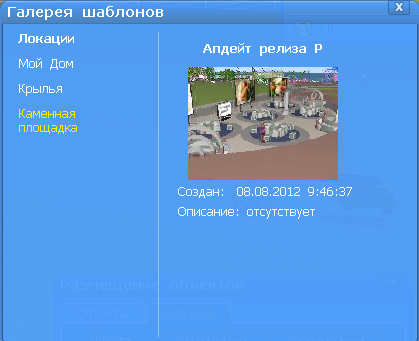 Галерея шаблонов
Локации
Мой Дом
Крылья
Каменная
площадка
Апдейт релиза Р
Создан: 08.08.2012 9:46:37
Описание: отсутствует
Размещение объектов